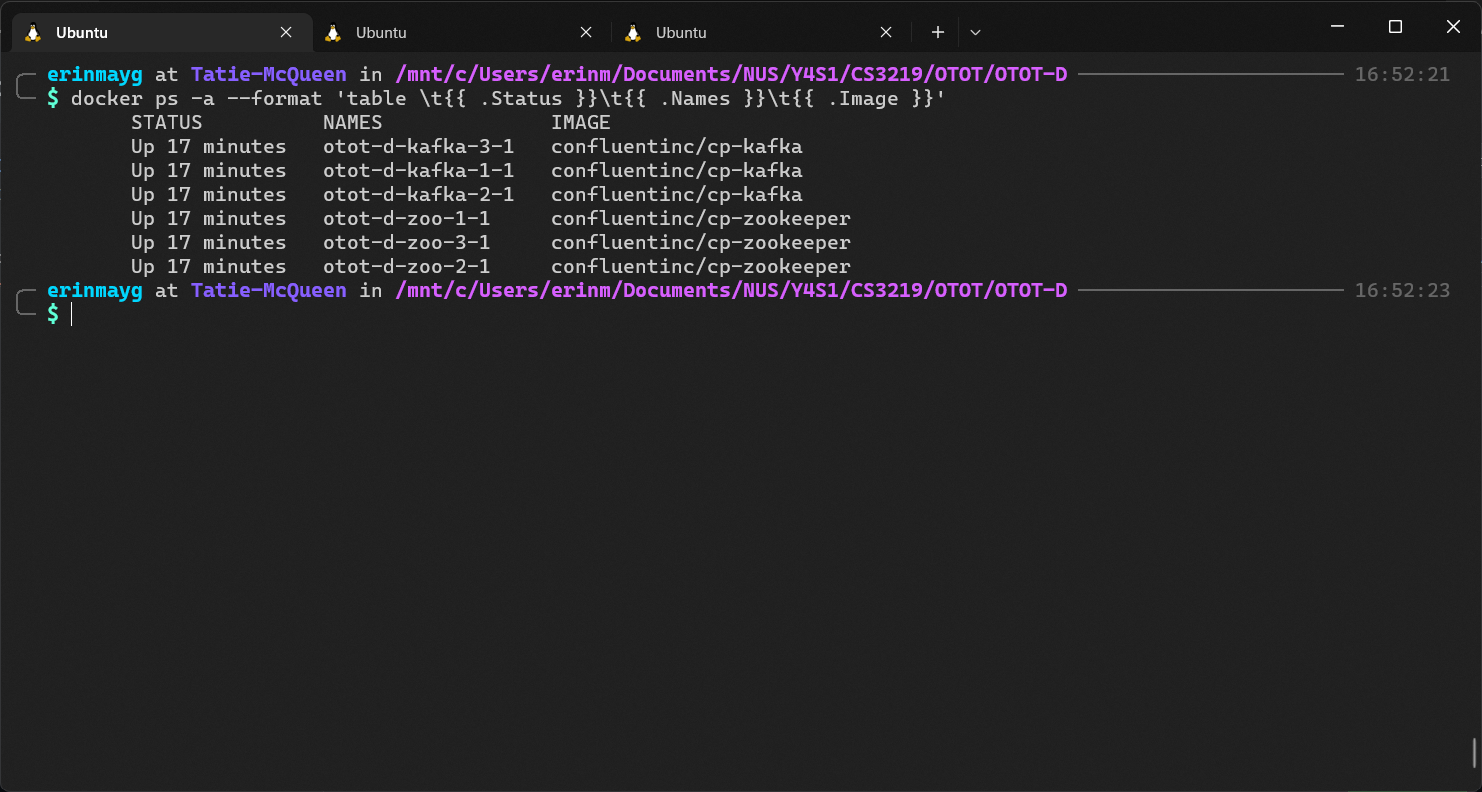 Ubuntu Ubuntu Ubuntu
erinmayg at Tatie-McQueen in /mnt/c/Users/erinm/Documents/NUS/Y4S1/CS3219/OTOT/OTOT-D 16:52:21
$ docker ps -a --format 'table \t{{ .Status }}\t{{ .Names }}\t{{ .Image }}'
STATUS NAMES IMAGE
Up 17 minutes otot-d-kafka-3-1 confluentinc/cp-kafka
Up 17 minutes otot-d-kafka-1-1 confluentinc/cp-kafka
Up 17 minutes otot-d-kafka-2-1 confluentinc/cp-kafka
Up 17 minutes otot-d-zoo-1-1 confluentinc/cp-zookeeper
Up 17 minutes otot-d-zoo-3-1 confluentinc/cp-zookeeper
Up 17 minutes otot-d-zoo-2-1 confluentinc/cp-zookeeper
erinmayg at Tatie-McQueen in /mnt/c/Users/erinm/Documents/NUS/Y4S1/CS3219/OTOT/OTOT-D 16:52:23
$